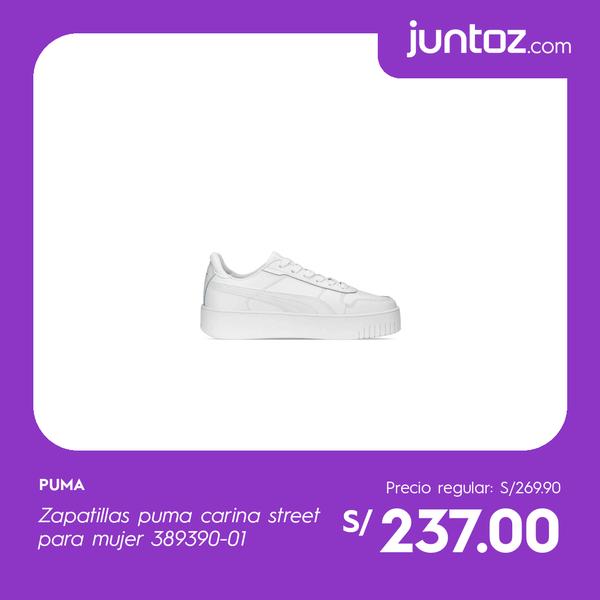 juntoz.com
PUMA
Zapatillas puma carina street
para mujer 389390-01
Precio regular: S/269.90
S/237.00